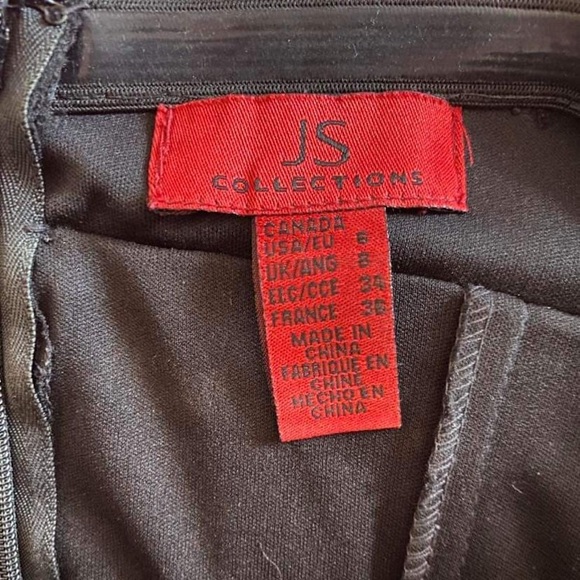 JS
COLLECTIONS
CANADA
USA/EU 6
UK/ANG 8
EEC/CCE 34
FRANCE 36
MADE IN
CHINA
FABRIQUE EN
CHINE
HECHO EN
CHINA